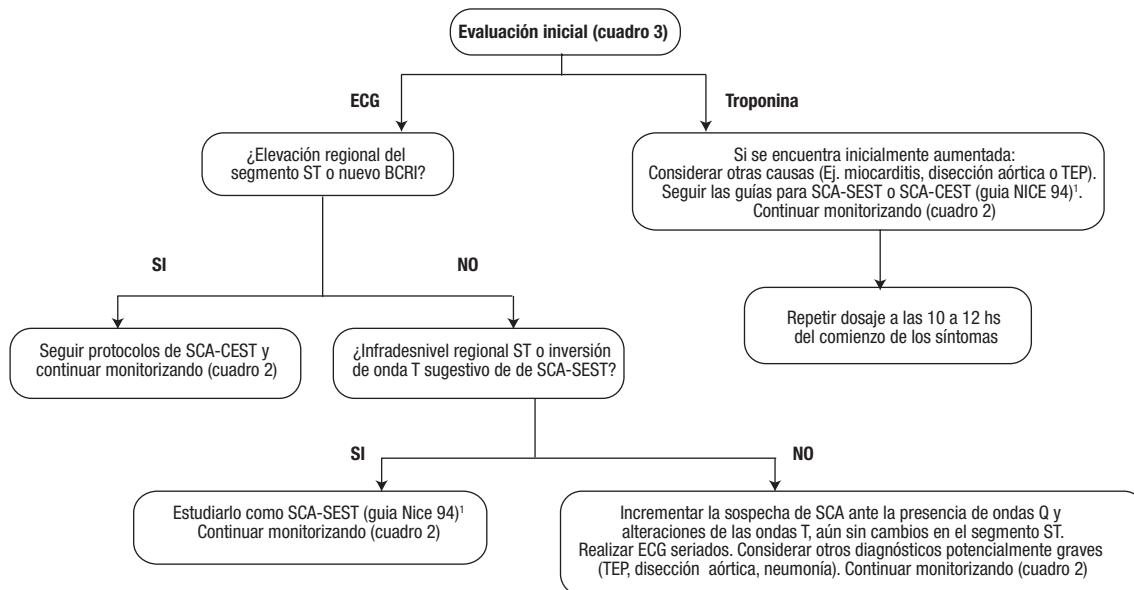 Evaluación inicial (cuadro 3)
ECG
Troponina
¿Elevación regional del
segmento ST o nuevo BCRI?
Si se encuentra inicialmente aumentada:
Considerar otras causas (Ej. miocarditis, disección aórtica o TEP).
Seguir las guías para SCA-SEST o SCA-CEST (guia NICE 94)¹.
Continuar monitorizando (cuadro 2)
SI
NO
Repetir dosaje a las 10 a 12 hs
del comienzo de los síntomas
Seguir protocolos de SCA-CEST y
continuar monitorizando (cuadro 2)
¿Infradesnivel regional ST o inversión
de onda T sugestivo de de SCA-SEST?
SI
NO
Estudiarlo como SCA-SEST (guia Nice 94)¹
Continuar monitorizando (cuadro 2)
Incrementar la sospecha de SCA ante la presencia de ondas Q y
alteraciones de las ondas T, aún sin cambios en el segmento ST.
Realizar ECG seriados. Considerar otros diagnósticos potencialmente graves
(TEP, disección aórtica, neumonía). Continuar monitorizando (cuadro 2)